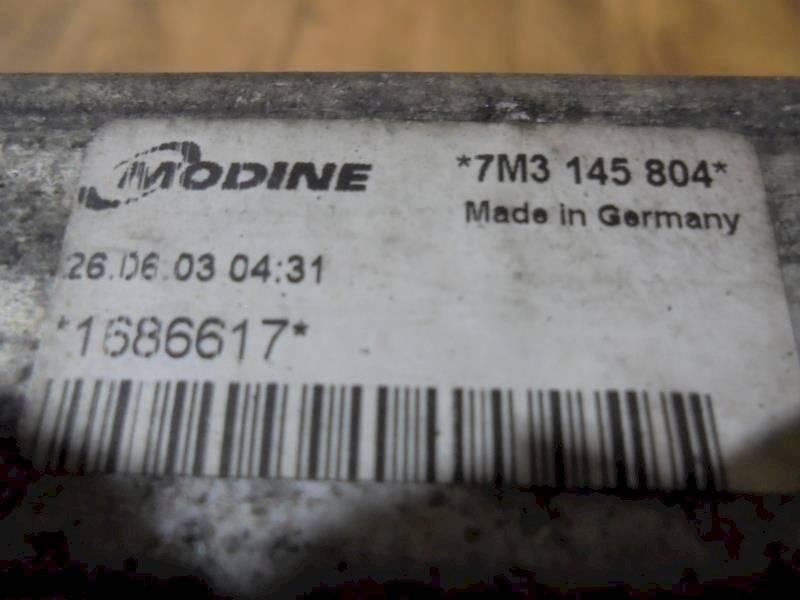 MODINE
*7M3 145 804*
Made in Germany
26.06.03 04:31
*1686617*